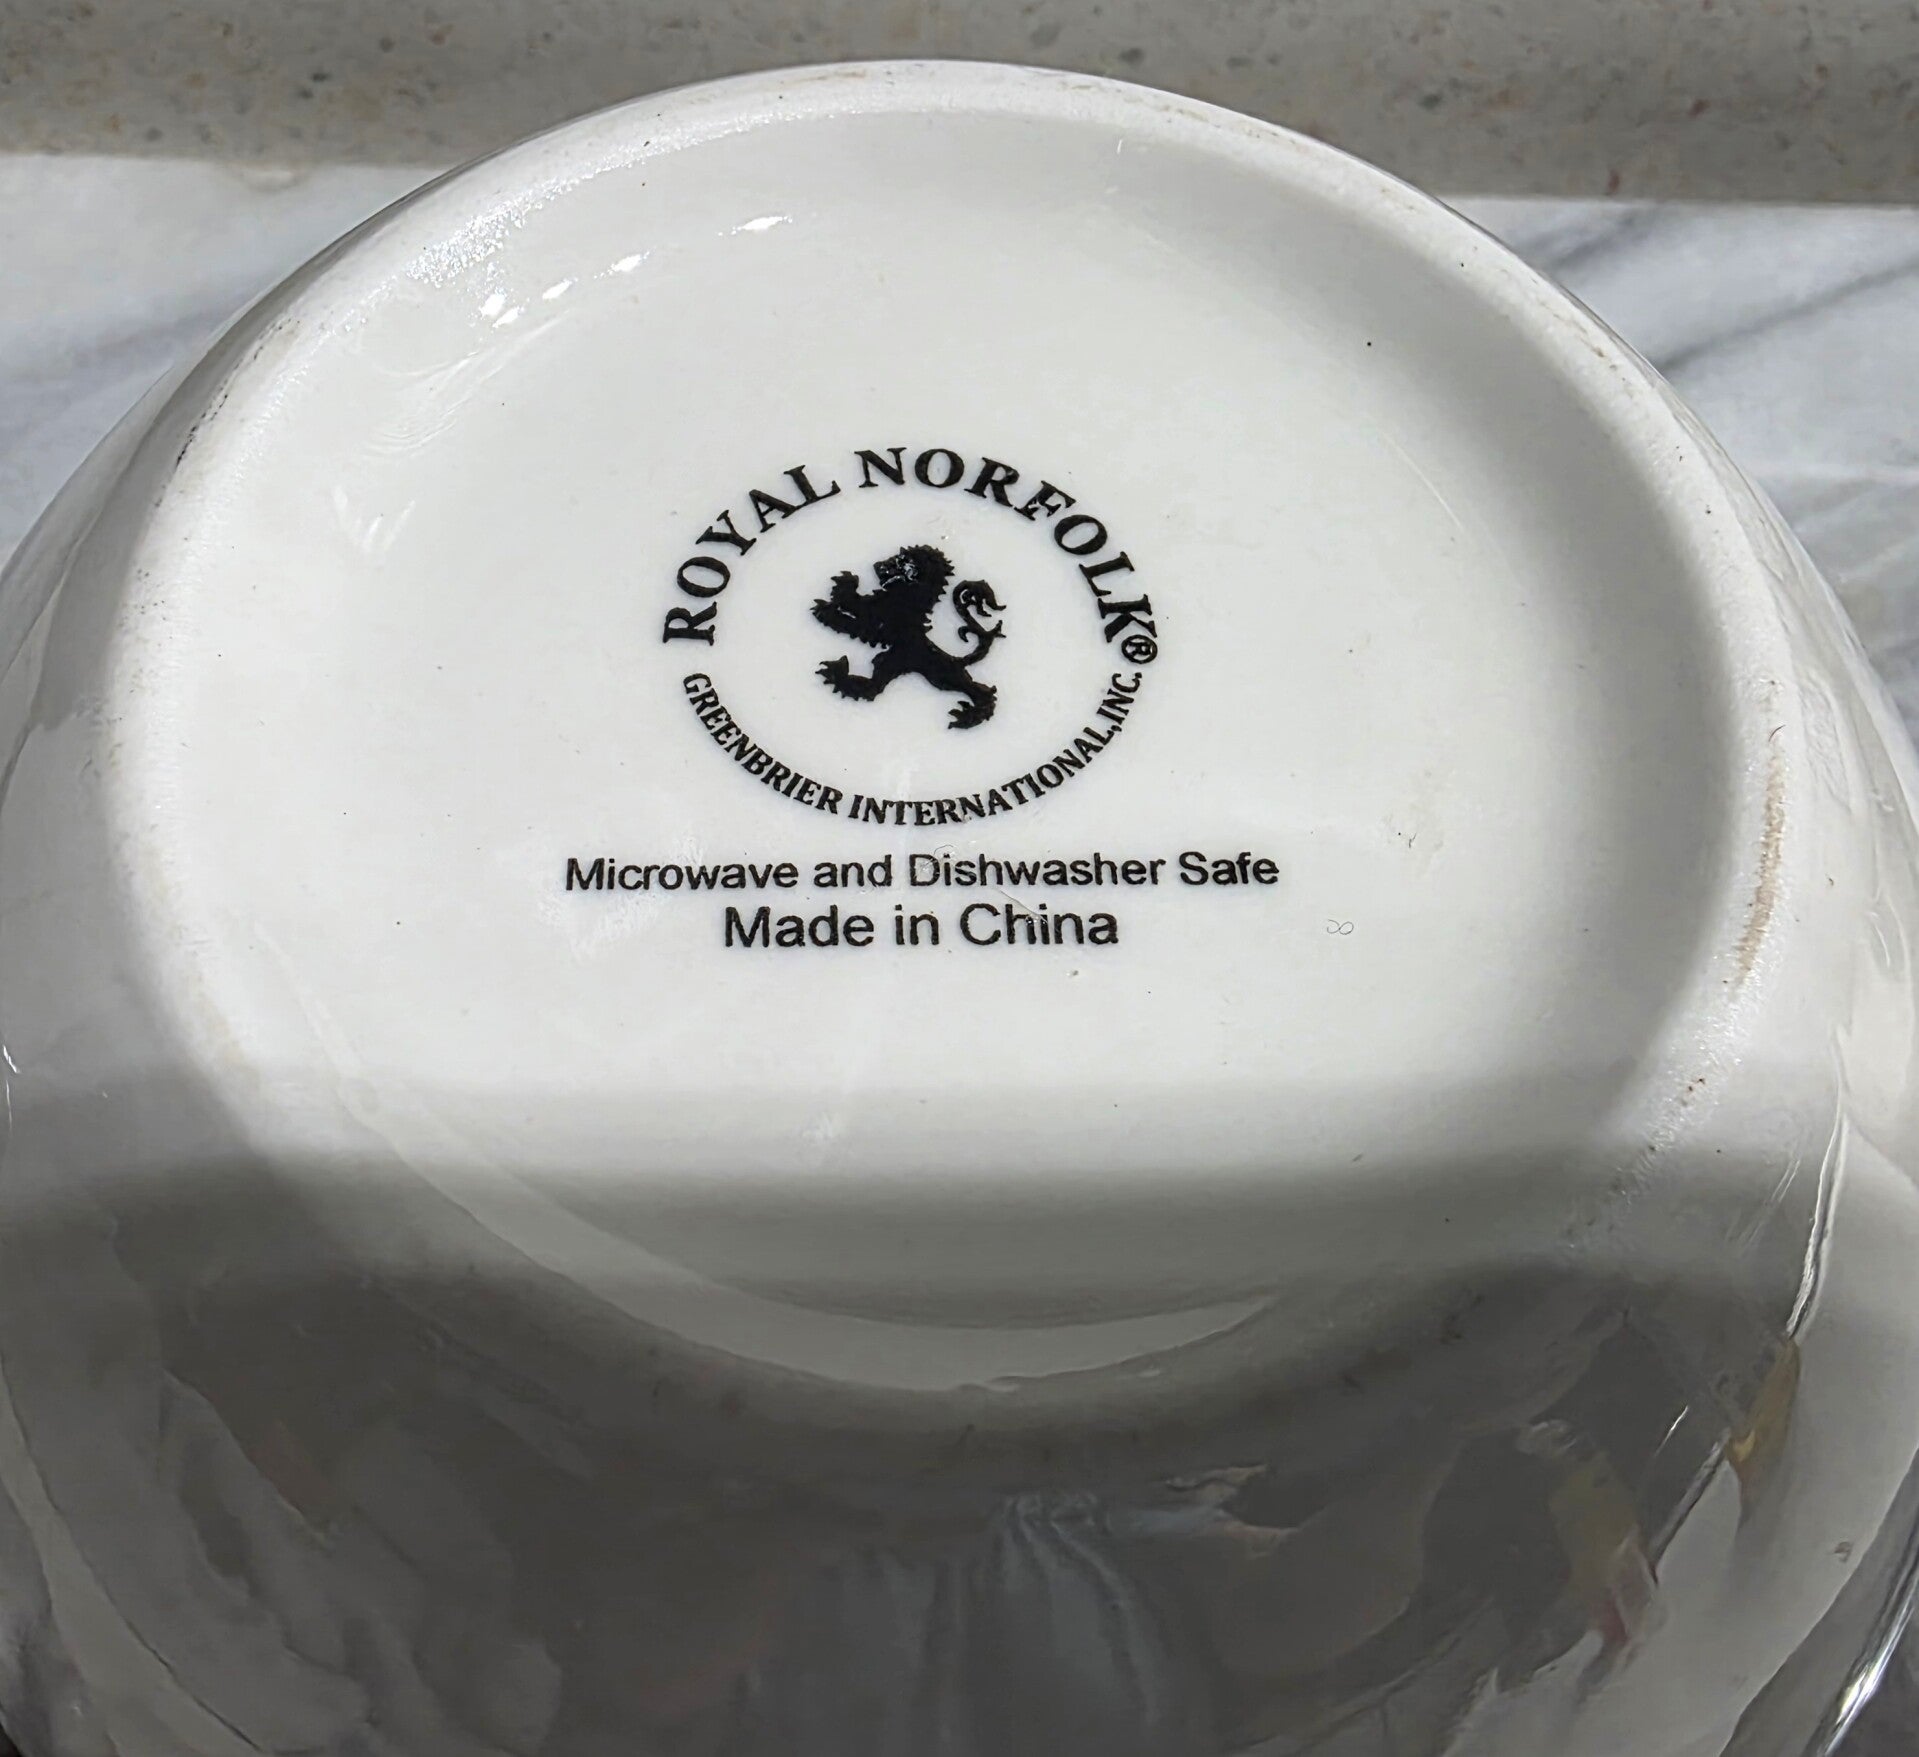 ROYAL NORFOLK®
GREENBRIER INTERNATIONAL,INC.
Microwave and Dishwasher Safe
Made in China